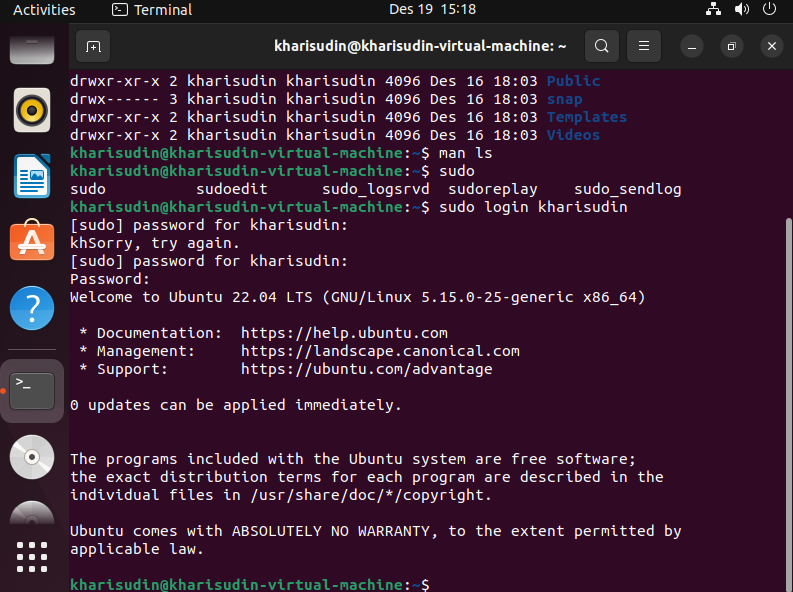 Activities Terminal Des 19 15:18
kharisudin@kharisudin-virtual-machine: ~
drwxr-xr-x 2 kharisudin kharisudin 4096 Des 16 18:03 Public
drwx------ 3 kharisudin kharisudin 4096 Des 16 18:03 snap
drwxr-xr-x 2 kharisudin kharisudin 4096 Des 16 18:03 Templates
drwxr-xr-x 2 kharisudin kharisudin 4096 Des 16 18:03 Videos
kharisudin@kharisudin-virtual-machine:~$ man ls
kharisudin@kharisudin-virtual-machine:~$ sudo
sudo sudoedit sudo_logsrvd sudoreplay sudo_sendlog
kharisudin@kharisudin-virtual-machine:~$ sudo login kharisudin
[sudo] password for kharisudin:
khSorry, try again.
[sudo] password for kharisudin:
Password:
Welcome to Ubuntu 22.04 LTS (GNU/Linux 5.15.0-25-generic x86_64)
* Documentation: https://help.ubuntu.com
* Management: https://landscape.canonical.com
* Support: https://ubuntu.com/advantage
0 updates can be applied immediately.
The programs included with the Ubuntu system are free software;
the exact distribution terms for each program are described in the
individual files in /usr/share/doc/*/copyright.
Ubuntu comes with ABSOLUTELY NO WARRANTY, to the extent permitted by
applicable law.
kharisudin@kharisudin-virtual-machine:~$